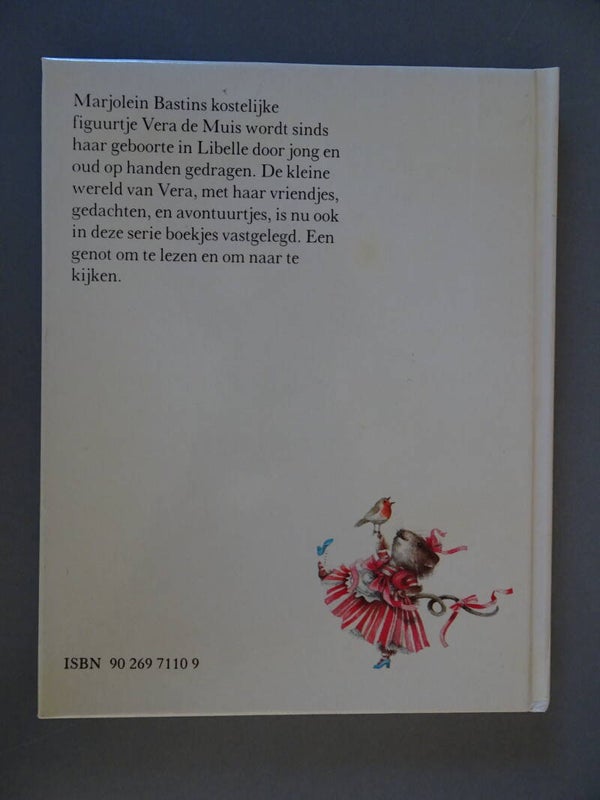 Marjolein Bastins kostelijke
figuurtje Vera de Muis wordt sinds
haar geboorte in Libelle door jong en
oud op handen gedragen. De kleine
wereld van Vera, met haar vriendjes,
gedachten, en avontuurtjes, is nu ook
in deze serie boekjes vastgelegd. Een
genot om te lezen en om naar te
kijken.
ISBN 90 269 7110 9